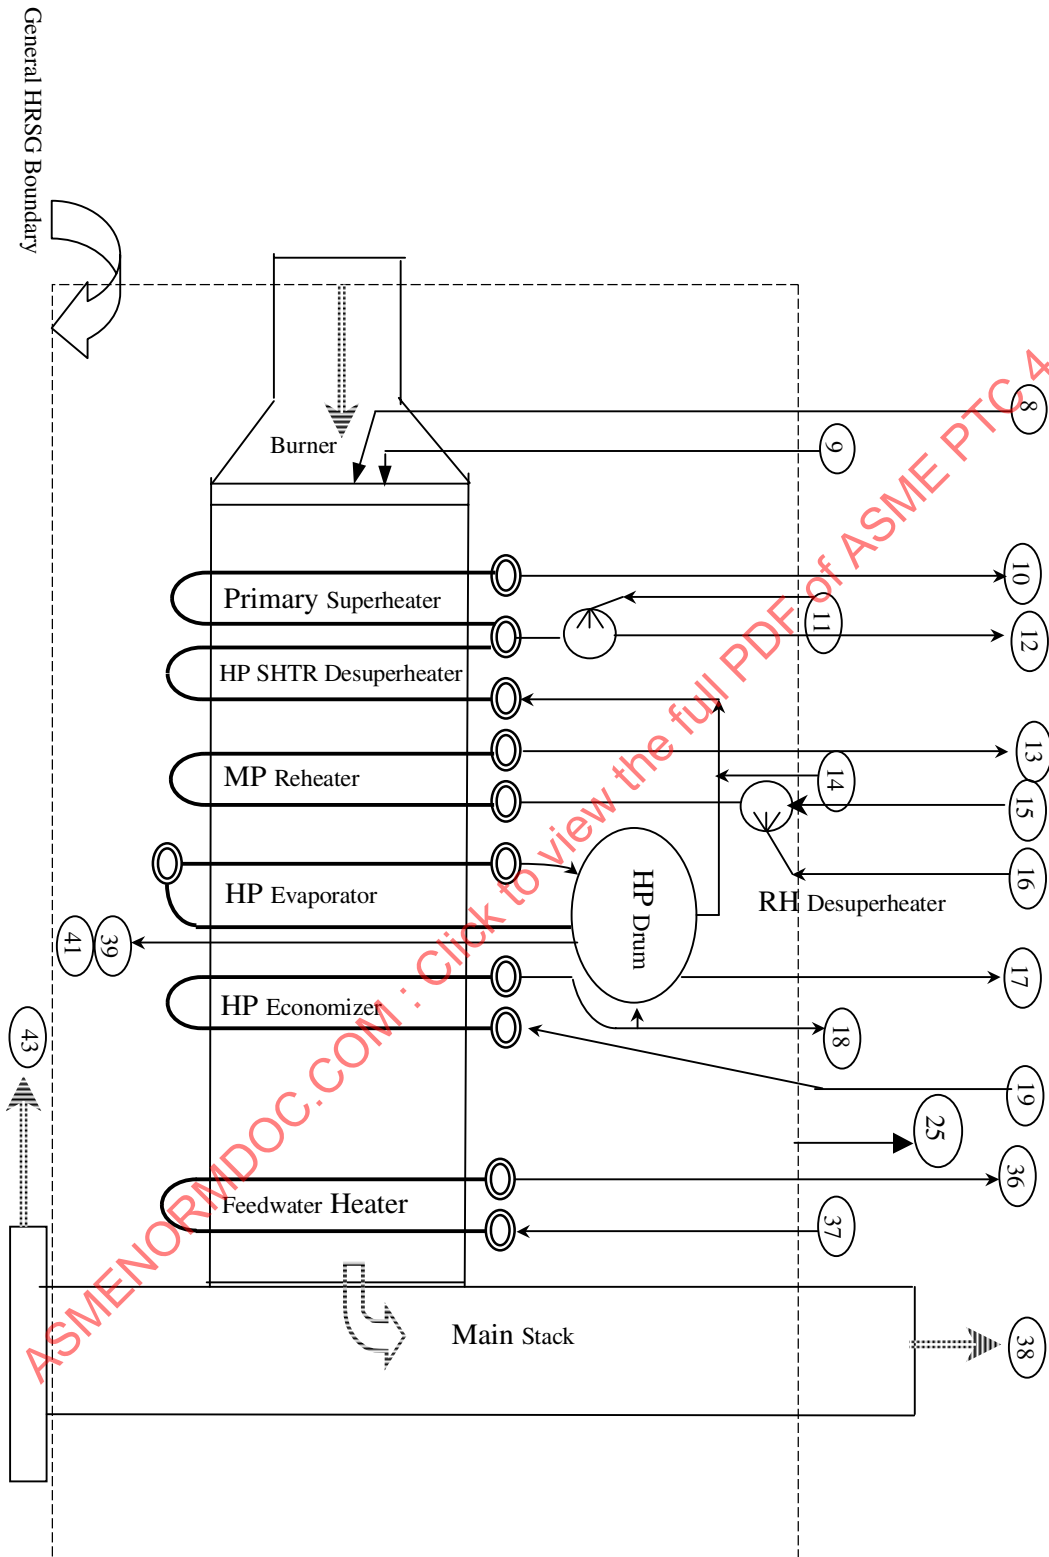 General HRSG Boundary
8
Burner
9
10
Primary Superheater
11
12
HP SHTR Desuperheater
13
MP Reheater
14
15
16
HP Evaporator
HP Drum
RH Desuperheater
41
39
17
HP Economizer
18
43
19
25
36
Feedwater Heater
37
Main Stack
38
ASMENORMDOC.COM : Click to view the full PDF of ASME PTC 4